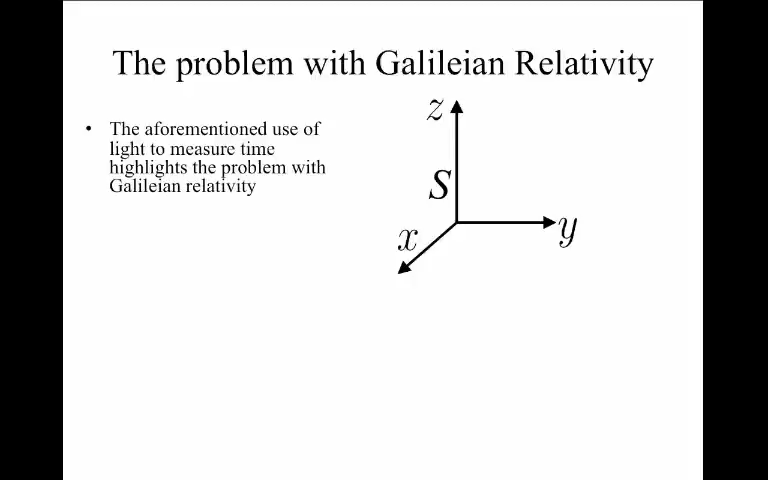 The problem with Galileian Relativity
• The aforementioned use of
light to measure time
highlights the problem with
Galileian relativity
z
S
x
y